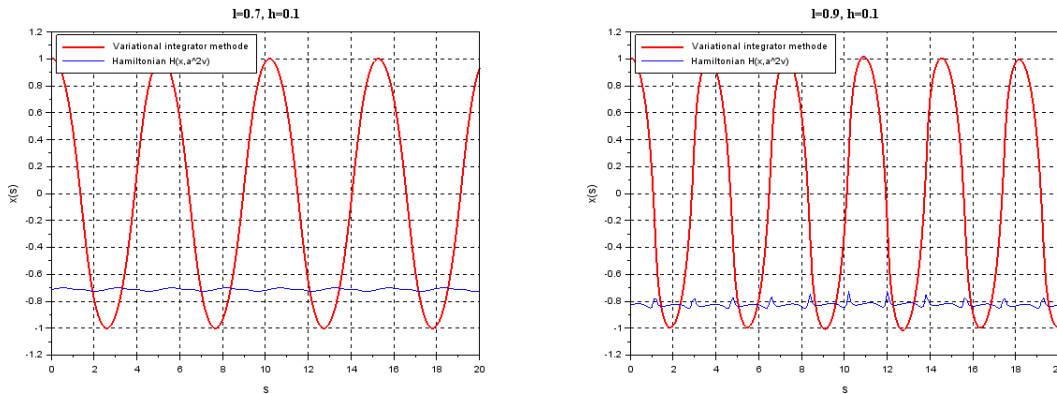 l=0.7, h=0.1
1.2
1
0.8
0.6
0.4
0.2
0
-0.2
-0.4
-0.6
-0.8
-1
-1.2
x(s)
Variational integrator methode
Hamiltonian H(x,a^2v)
0 2 4 6 8 10 12 14 16 18 20
s
l=0.9, h=0.1
1.2
1
0.8
0.6
0.4
0.2
0
-0.2
-0.4
-0.6
-0.8
-1
-1.2
x(s)
Variational integrator methode
Hamiltonian H(x,a^2v)
0 2 4 6 8 10 12 14 16 18 20
s